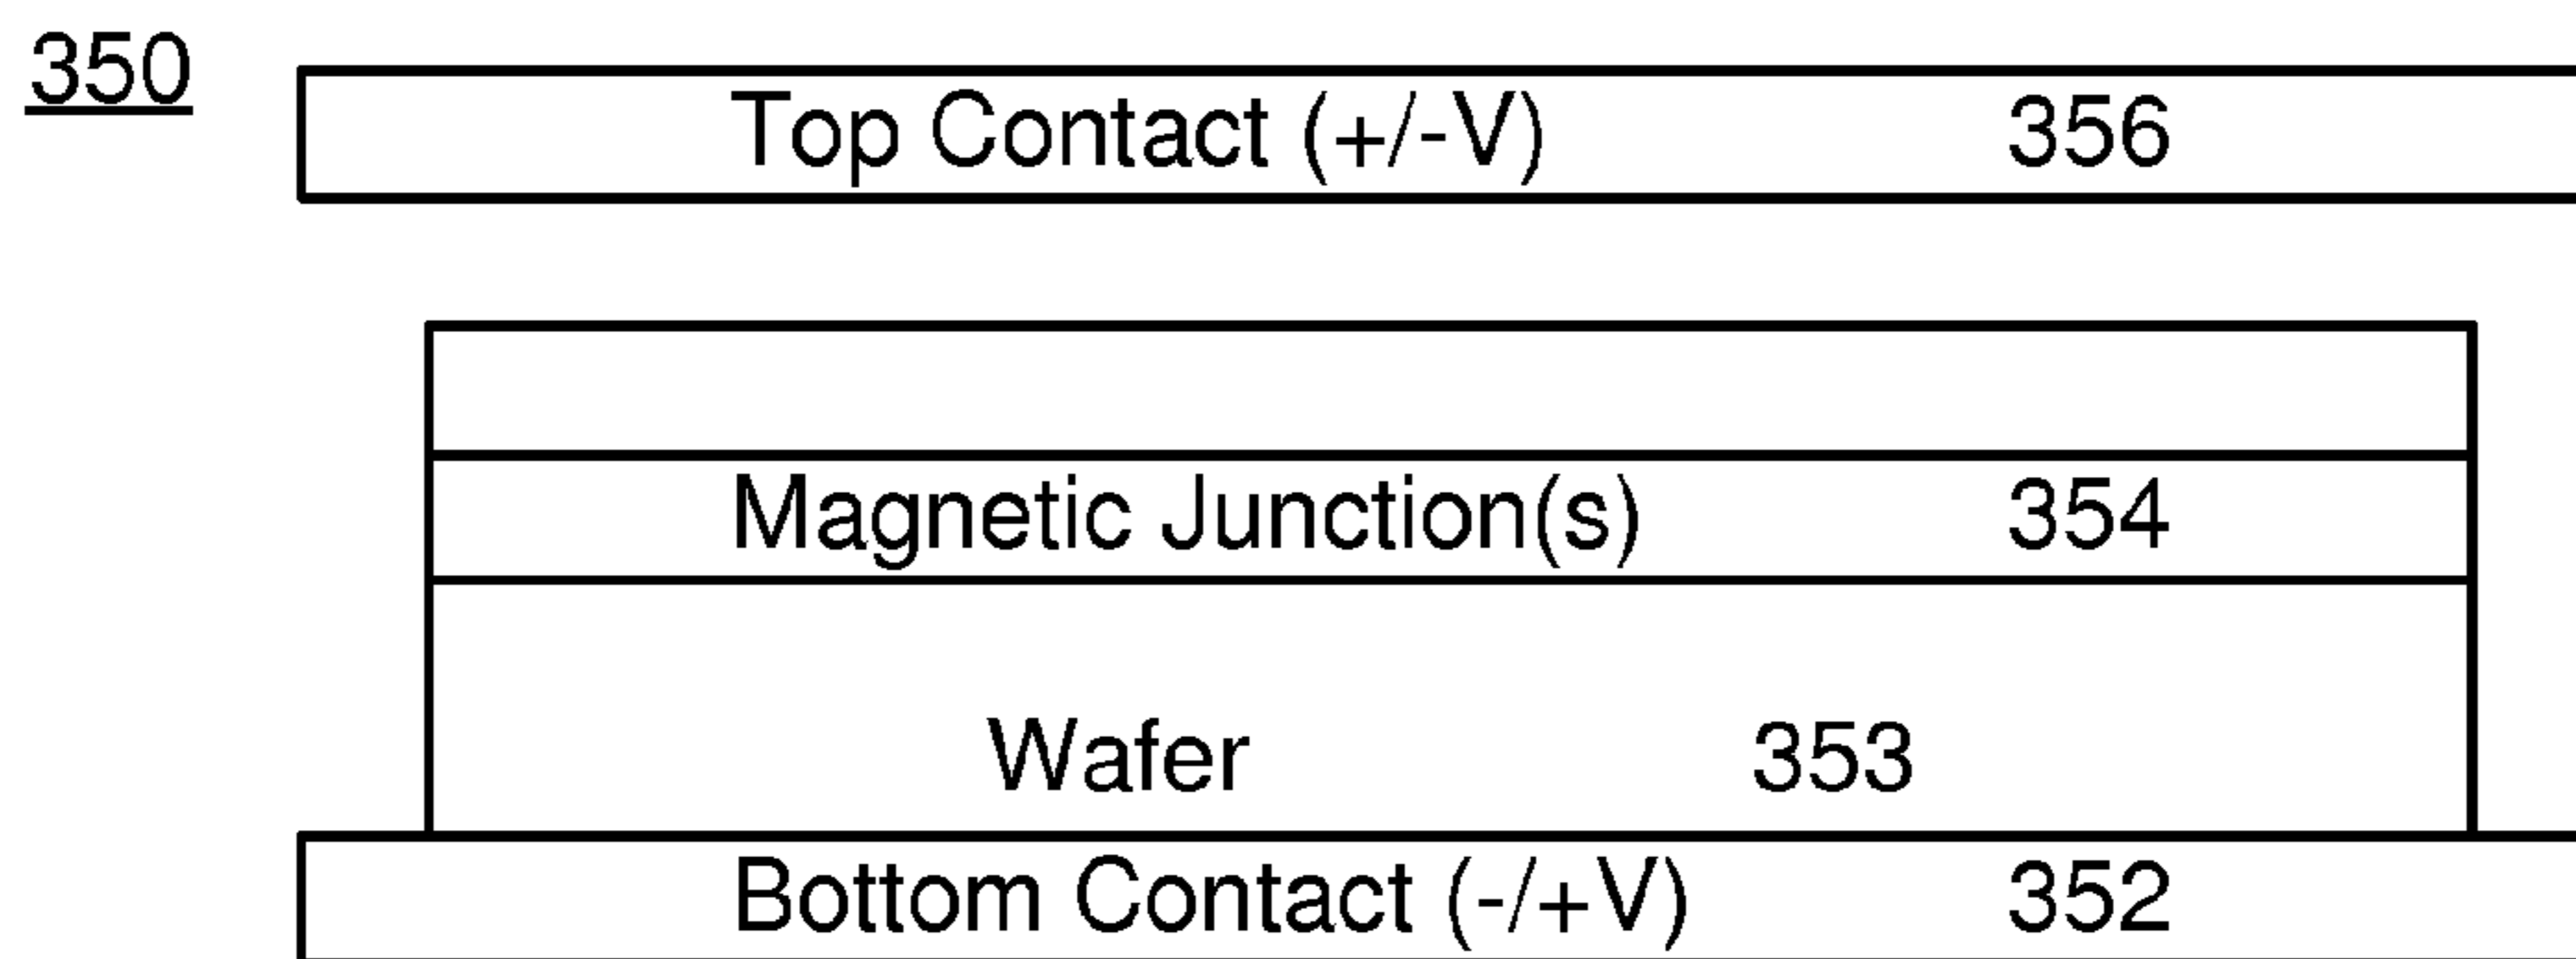 350
Top Contact (+/-V) 356
Magnetic Junction(s) 354
Wafer 353
Bottom Contact (-/+V) 352